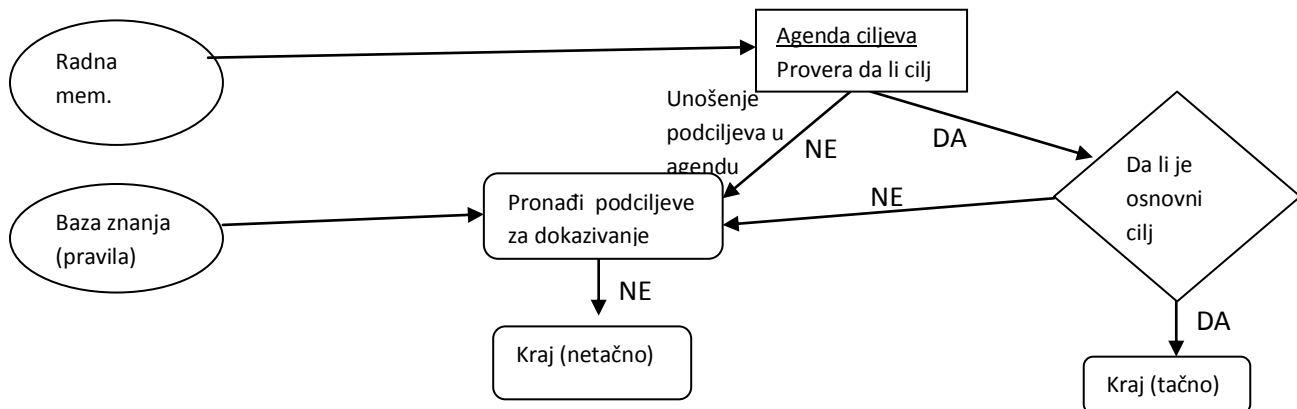 Radna
mem.
Agenda ciljeva
Provera da li cilj
Unošenje
podciljeva u
agendu
NE
DA
Da li je
osnovni
cilj
Baza znanja
(pravila)
Pronađi podciljeve
za dokazivanje
NE
NE
DA
Kraj (netačno)
Kraj (tačno)